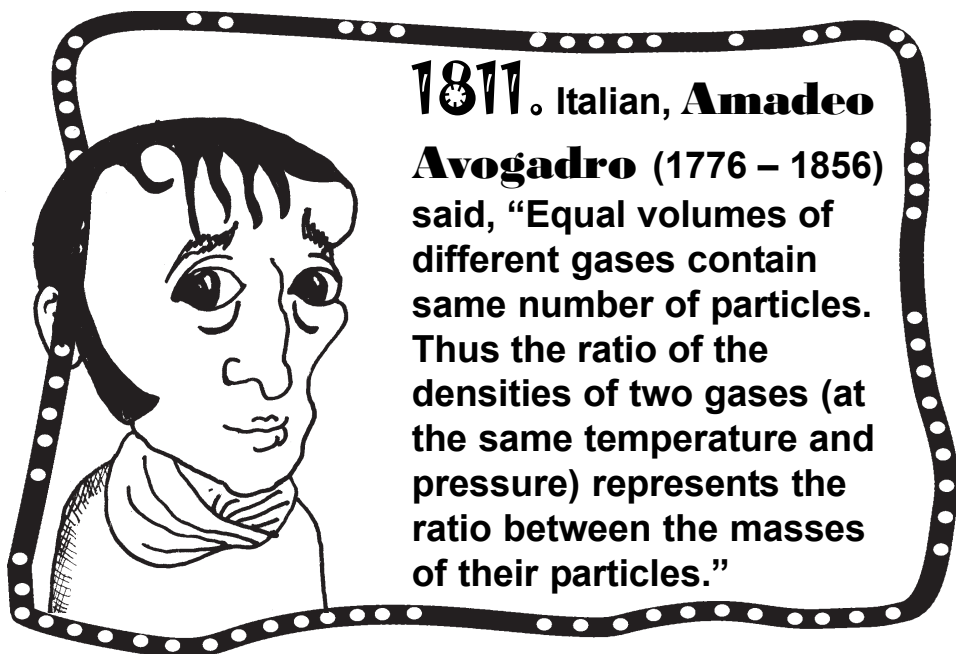 1811. Italian, Amadeo
Avogadro (1776 – 1856)
said, “Equal volumes of
different gases contain
same number of particles.
Thus the ratio of the
densities of two gases (at
the same temperature and
pressure) represents the
ratio between the masses
of their particles.”